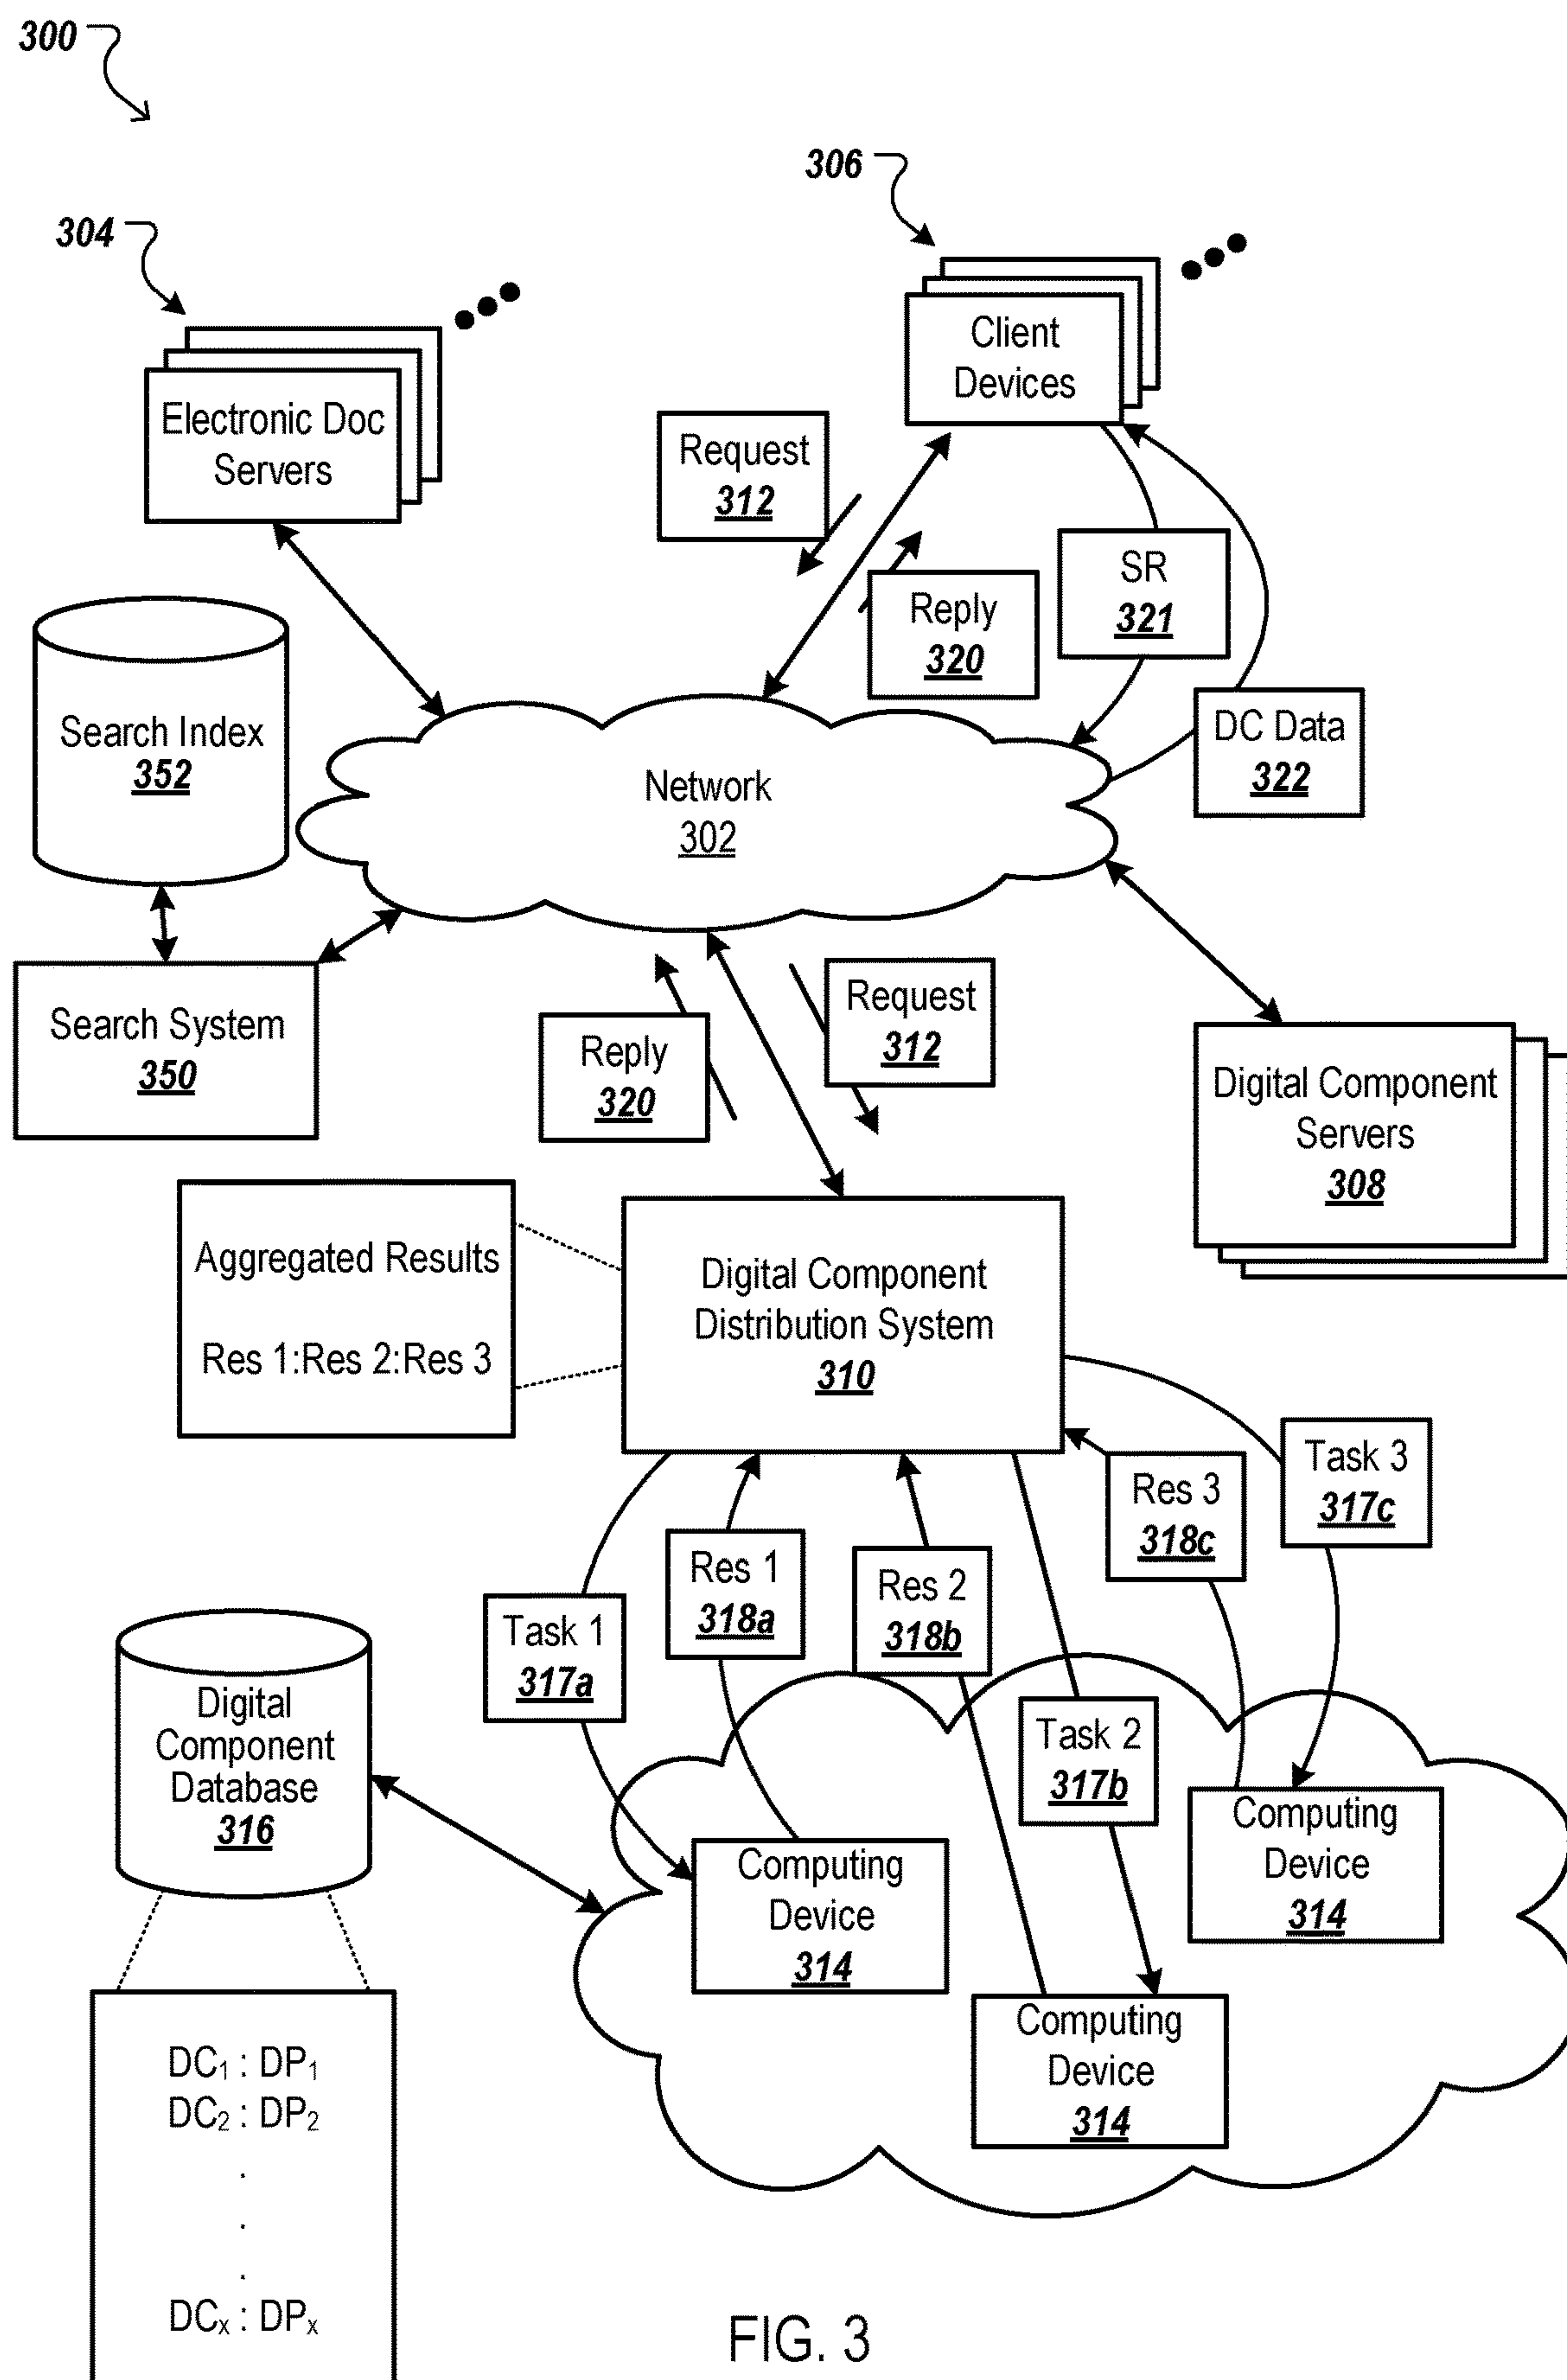 300
306
304
Client
Devices
Electronic Doc
Servers
Request
312
SR
321
Reply
320
Search Index
352
DC Data
322
Network
302
Search System
350
Reply
320
Request
312
Digital Component
Servers
308
Aggregated Results
Res 1:Res 2:Res 3
Digital Component
Distribution System
310
Task 3
317c
Res 3
318c
Res 1
318a
Res 2
318b
Task 1
317a
Digital
Component
Database
316
Task 2
317b
Computing
Device
314
Computing
Device
314
Computing
Device
314
DC₁ : DP₁
DC₂ : DP₂
.
.
.
DCₓ : DPₓ
FIG. 3